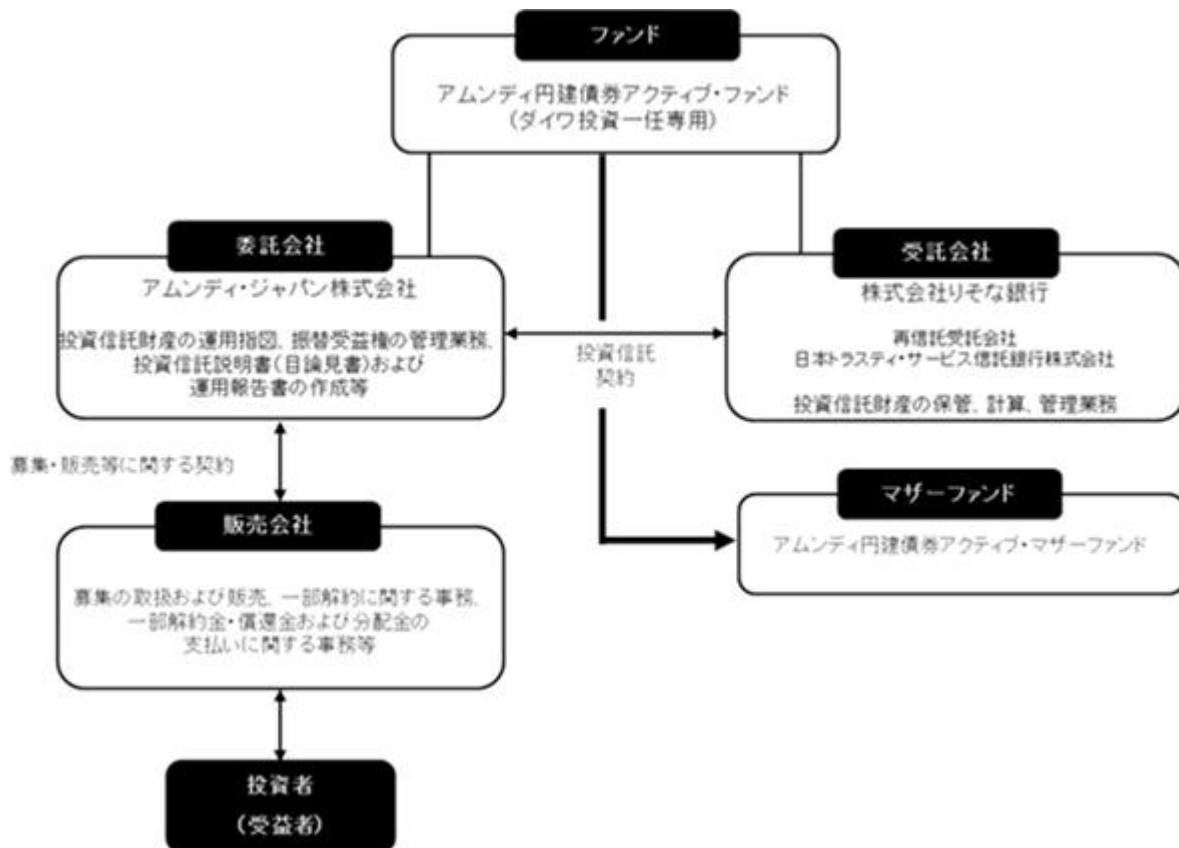 ファンド
アムンディ円建債券アクティブ・ファンド
(ダイワ投資一任専用)
委託会社
アムンディ・ジャパン株式会社
投資信託財産の運用指図、振替受益権の管理業務、
投資信託説明書(目論見書)および
運用報告書の作成等
受託会社
株式会社りそな銀行
再信託受託会社
日本トラスティ・サービス信託銀行株式会社
投資信託財産の保管、計算、管理業務
投資信託
契約
募集・販売等に関する契約
マザーファンド
アムンディ円建債券アクティブ・マザーファンド
販売会社
募集の取扱および販売、一部解約に関する事務、
一部解約金・償還金および分配金の
支払いに関する事務等
投資者
(受益者)